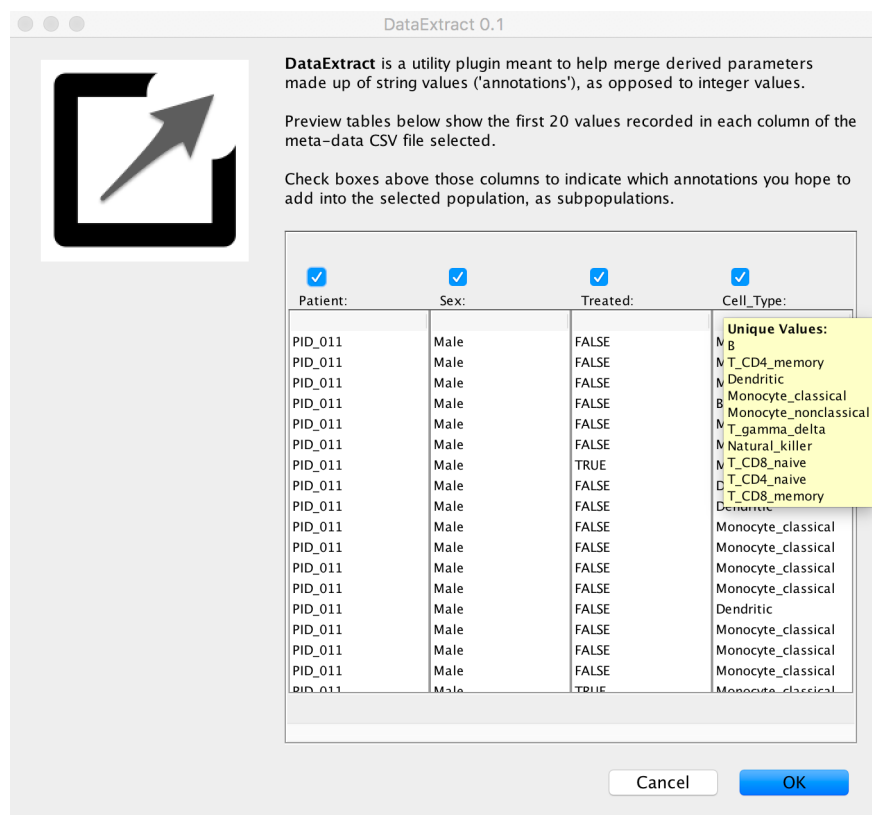 DataExtract 0.1
DataExtract is a utility plugin meant to help merge derived parameters
made up of string values ('annotations'), as opposed to integer values.
Preview tables below show the first 20 values recorded in each column of the
meta-data CSV file selected.
Check boxes above those columns to indicate which annotations you hope to
add into the selected population, as subpopulations.
Patient: Sex: Treated: Cell_Type:
Unique Values:
B
T_CD4_memory
Dendritic
Monocyte_classical
Monocyte_nonclassical
T_gamma_delta
Natural_killer
T_CD8_naive
T_CD4_naive
T_CD8_memory
PID_011 Male FALSE M
PID_011 Male FALSE M
PID_011 Male FALSE M
PID_011 Male FALSE B
PID_011 Male FALSE M
PID_011 Male FALSE M
PID_011 Male TRUE M
PID_011 Male FALSE D
PID_011 Male FALSE Dendritic
PID_011 Male FALSE Monocyte_classical
PID_011 Male FALSE Monocyte_classical
PID_011 Male FALSE Monocyte_classical
PID_011 Male FALSE Monocyte_classical
PID_011 Male FALSE Dendritic
PID_011 Male FALSE Monocyte_classical
PID_011 Male FALSE Monocyte_classical
PID_011 Male FALSE Monocyte_classical
PID_011 Male TRUE Monocyte_classical
Cancel OK